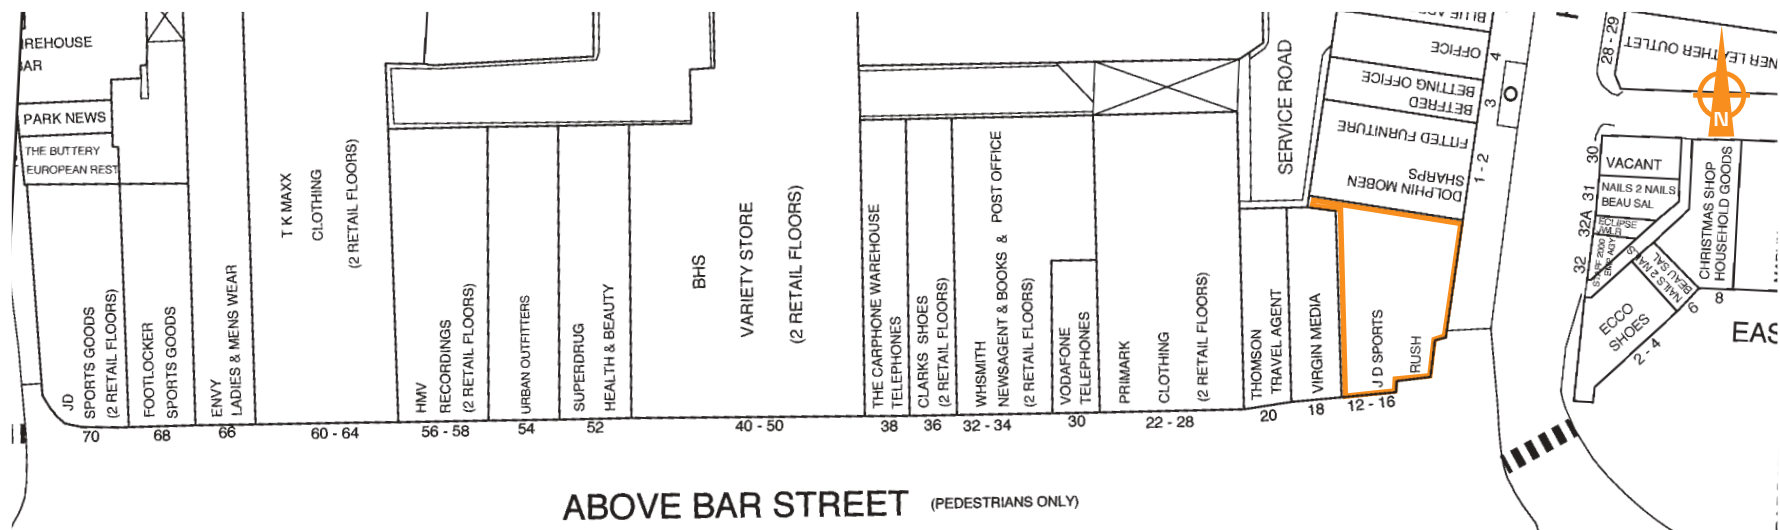 REHOUSE
AR
PARK NEWS
THE BUTTERY
EUROPEAN REST
JD
SPORTS GOODS
(2 RETAIL FLOORS)
70
FOOTLOCKER
SPORTS GOODS
68
ENVY
LADIES & MENS WEAR
66
T K MAXX
CLOTHING
(2 RETAIL FLOORS)
60 - 64
HMV
RECORDINGS
(2 RETAIL FLOORS)
56 - 58
URBAN OUTFITTERS
54
SUPERDRUG
HEALTH & BEAUTY
52
BHS
VARIETY STORE
(2 RETAIL FLOORS)
40 - 50
THE CARPHONE WAREHOUSE
TELEPHONES
38
CLARKS SHOES
(2 RETAIL FLOORS)
36
WHSMITH
NEWSAGENT & BOOKS & POST OFFICE
(2 RETAIL FLOORS)
32 - 34
VODAFONE
TELEPHONES
30
PRIMARK
CLOTHING
(2 RETAIL FLOORS)
22 - 28
THOMSON
TRAVEL AGENT
20
VIRGIN MEDIA
18
J D SPORTS
RUSH
12 - 16
SERVICE ROAD
OFFICE
4
BETFRED
BETTING OFFICE
3
DOLPHIN MOBEN
SHARPS
FITTED FURNITURE
1 - 2
28 - 29
NER LEATHER OUTLET
N
30
VACANT
31
NAILS 2 NAILS
BEAU SAL
32A
ECLIPSE
JWLR
32
NAILS 2 NAILS
BEAU SAL
6
ECCO
SHOES
2 - 4
CHRISTMAS SHOP
HOUSEHOLD GOODS
8
EAS
ABOVE BAR STREET (PEDESTRIANS ONLY)